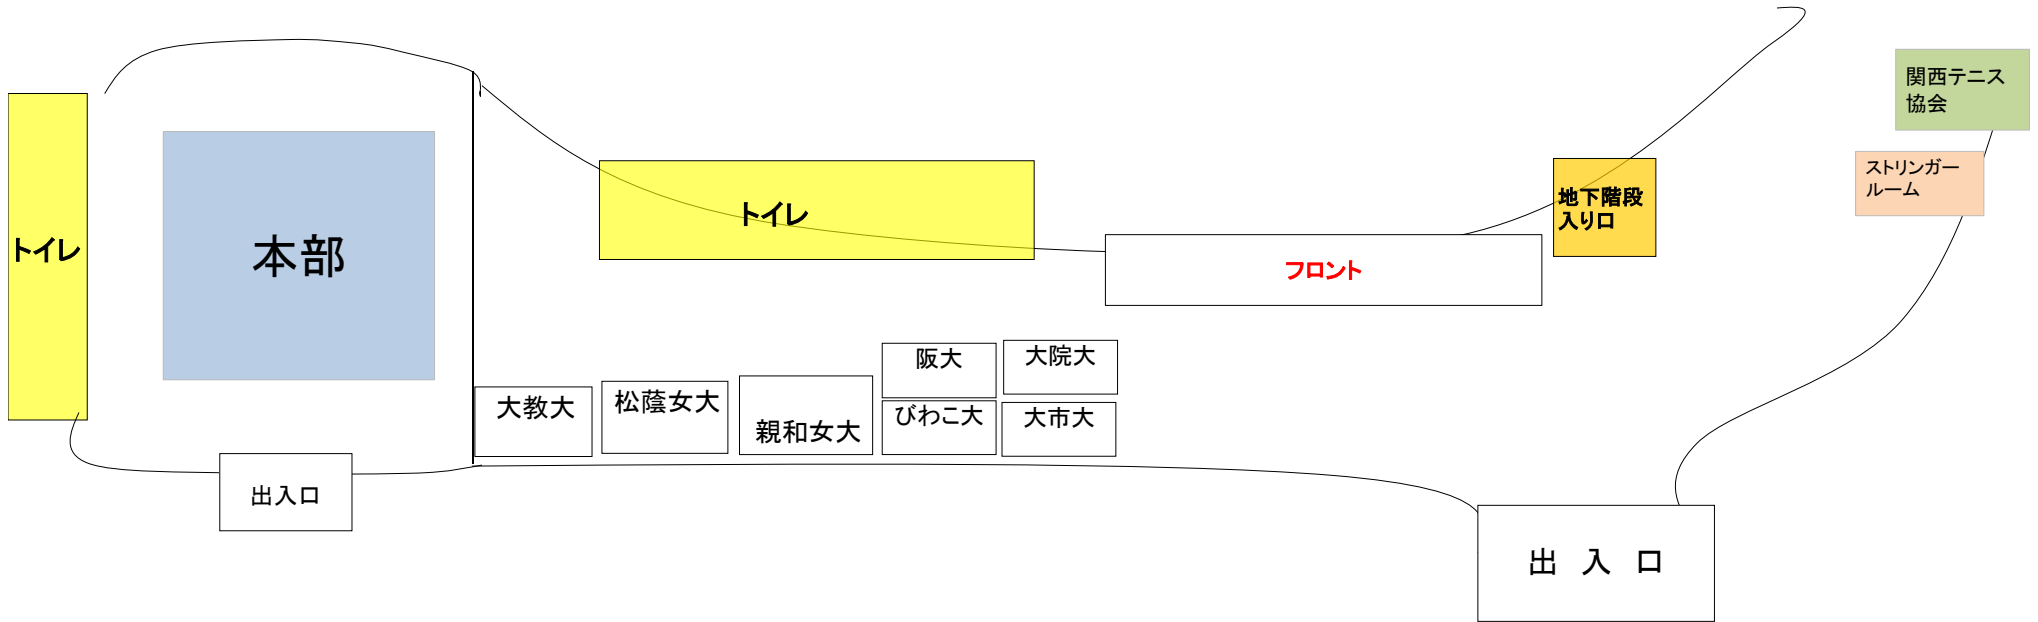 関西テニス
協会
ストリンガー
ルーム
地下階段
入り口
トイレ
トイレ
本部
フロント
阪大
大院大
大教大
松蔭女大
親和女大
びわこ大
大市大
出入口
出　入　口